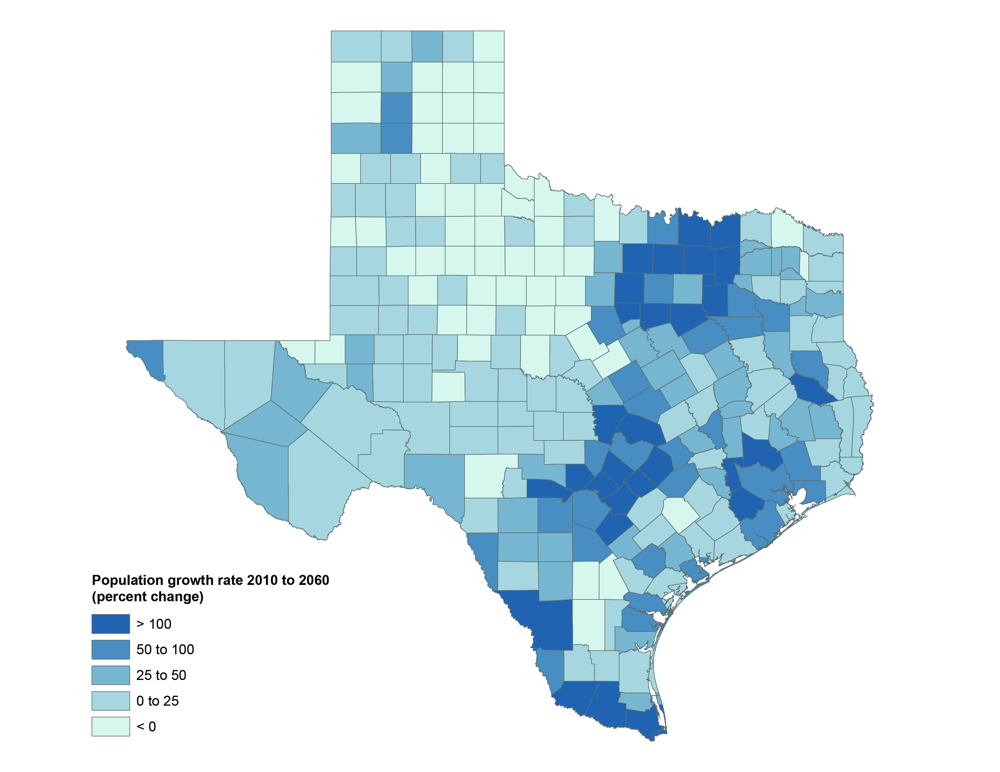 Population growth rate 2010 to 2060
(percent change)
> 100
50 to 100
25 to 50
0 to 25
< 0